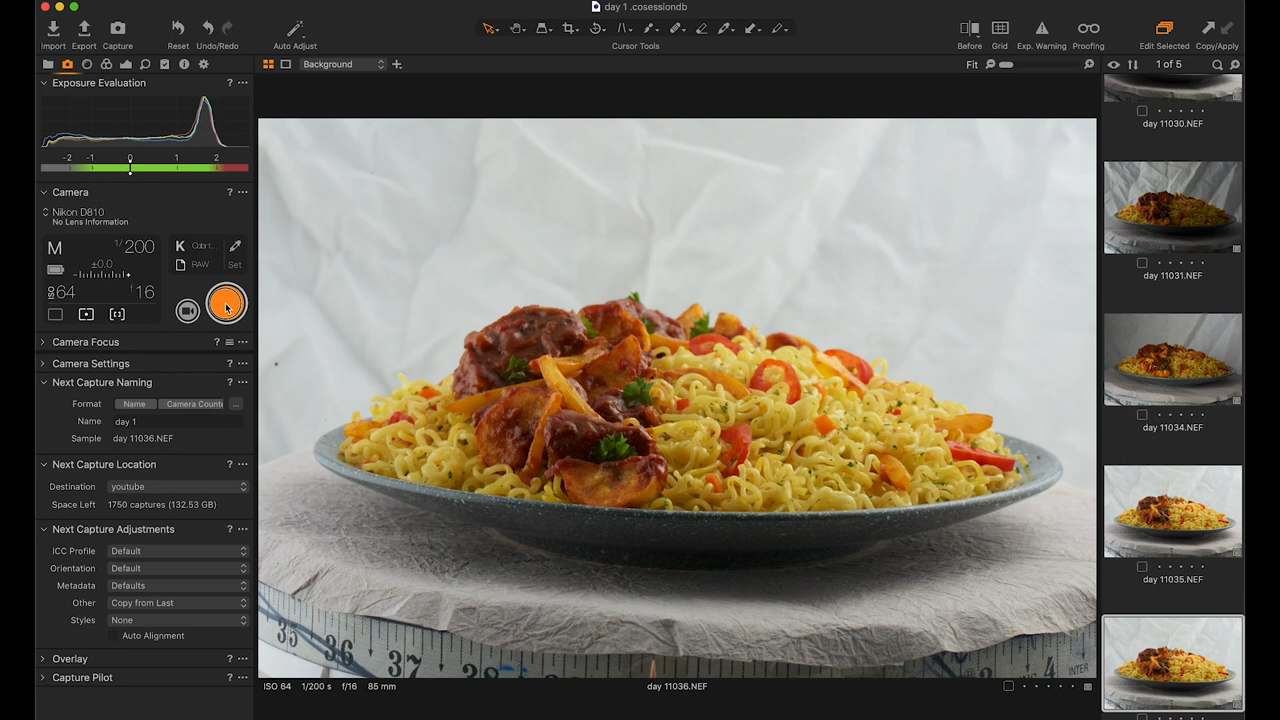 day 1 .cosessiondb
Import Export Capture Reset Undo/Redo Auto Adjust Cursor Tools Before Grid Exp. Warning Proofing Edit Selected Copy/Apply
Background
Fit
1 of 5
Exposure Evaluation ? ...
-2 -1 0 1 2
Camera ? ...
Nikon D810
No Lens Information
M 1/200
K
±0.0
RAW Set
ISO 64 f16
Camera Focus ? ...
Camera Settings ? ...
Next Capture Naming ? ...
Format Name Camera Counte ...
Name day 1
Sample day 11036.NEF
Next Capture Location ? ...
Destination youtube
Space Left 1750 captures (132.53 GB)
Next Capture Adjustments ? ...
ICC Profile Default
Orientation Default
Metadata Defaults
Other Copy from Last
Styles None
Auto Alignment
Overlay ? ...
Capture Pilot ? ...
35 36 37 4 INTER
ISO 64 1/200 s f/16 85 mm
day 11036.NEF
day 11030.NEF
day 11031.NEF
day 11034.NEF
day 11035.NEF